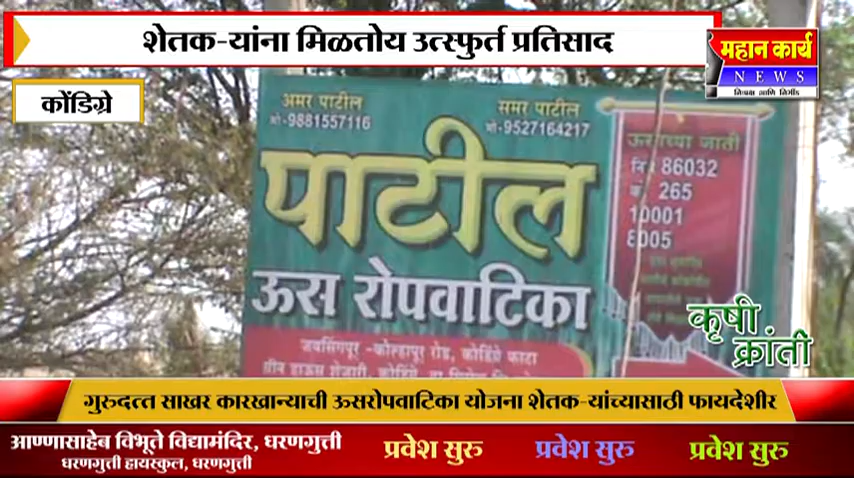 शेतक-यांना मिळतोय उत्स्फुर्त प्रतिसाद
महान कार्य
NEWS
कोंडिग्रे
अमर पाटील
मो-9881557116
समर पाटील
मो-9527164217
पाटील
ऊस रोपवाटिका
ऊसाच्या जाती
86032
265
10001
8005
जयसिंगपूर -कोल्हापूर रोड, कोंडिग्रे फाटा
ग्रीन हाऊस शेजारी, कोंडिग्रे,
कृषी
क्रांती
गुरुदत्त साखर कारखान्याची ऊसरोपवाटिका योजना शेतक-यांच्यासाठी फायदेशीर
आण्णासाहेब विभूते विद्यामंदिर, धरणगुत्ती
धरणगुत्ती हायस्कुल, धरणगुत्ती
प्रवेश सुरु प्रवेश सुरु प्रवेश सुरु